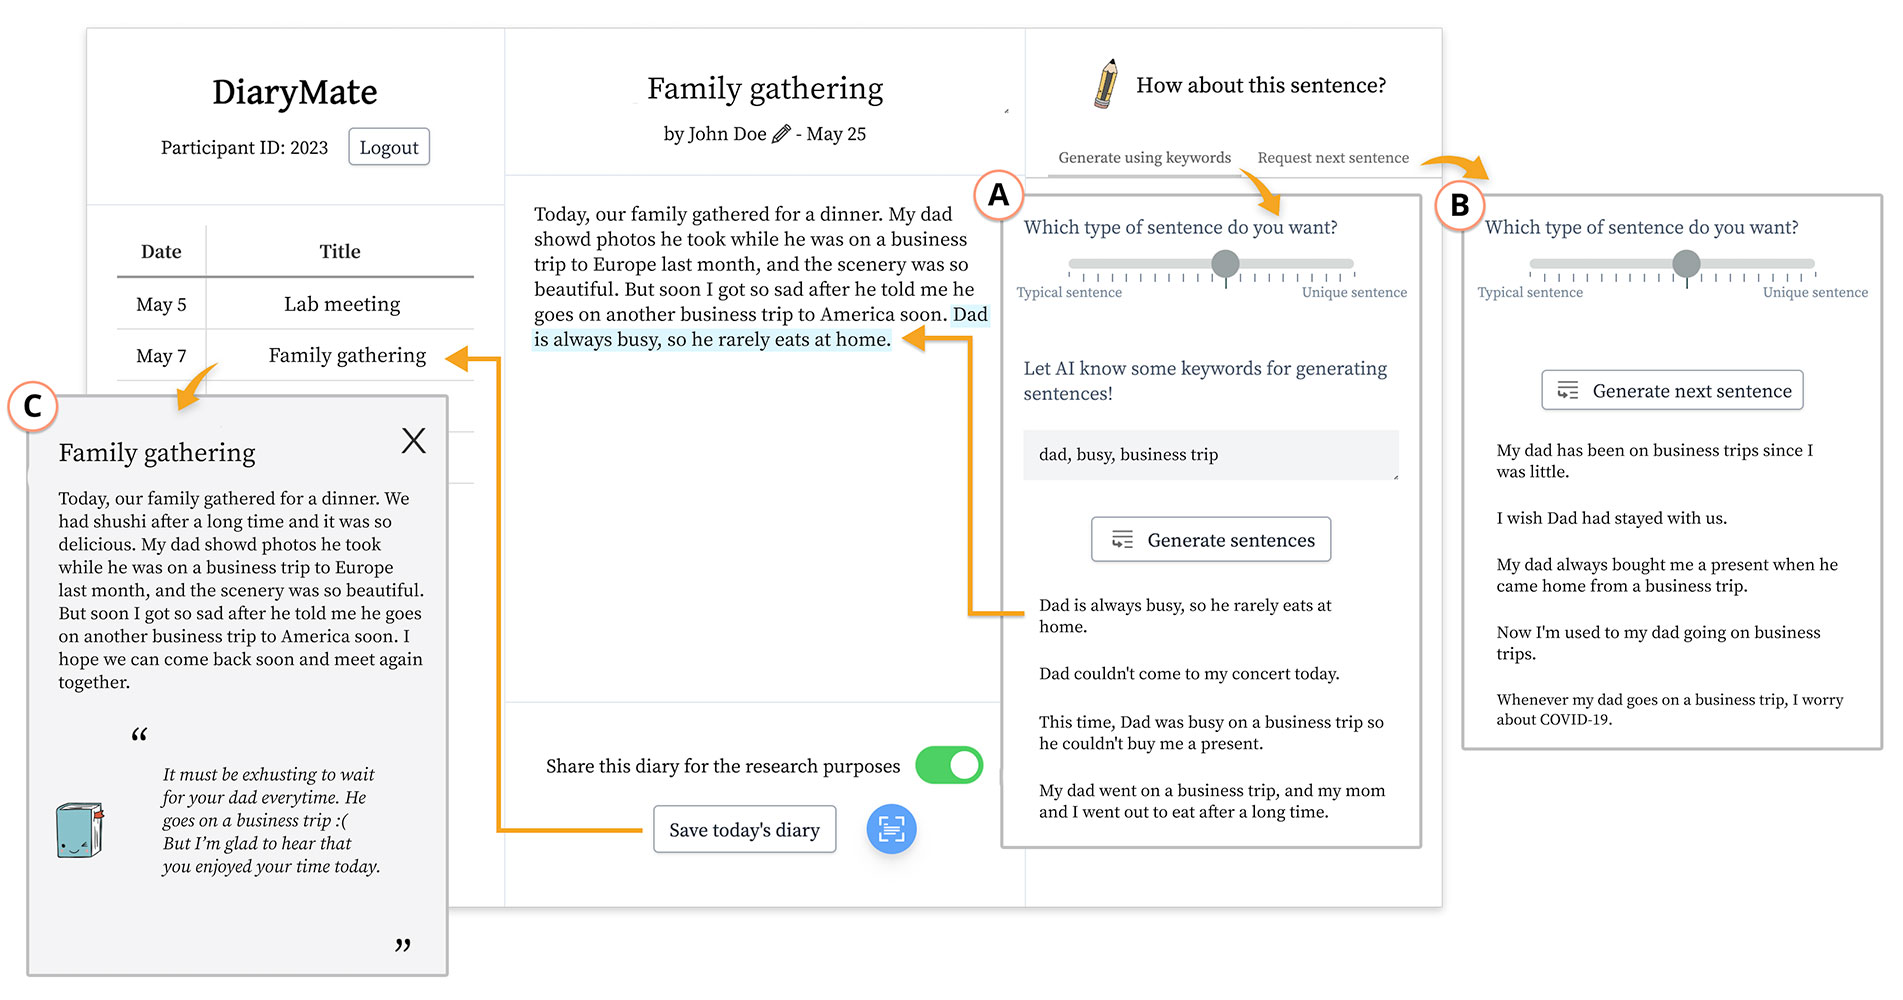 DiaryMate
Participant ID: 2023
Logout
Date Title
May 5 Lab meeting
May 7 Family gathering
C
Family gathering
X
Today, our family gathered for a dinner. We
had shushi after a long time and it was so
delicious. My dad showd photos he took
while he was on a business trip to Europe
last month, and the scenery was so beautiful.
But soon I got so sad after he told me he goes
on another business trip to America soon. I
hope we can come back soon and meet again
together.
“
It must be exhusting to wait
for your dad everytime. He
goes on a business trip :(
But I’m glad to hear that
you enjoyed your time today.
”
Family gathering
by John Doe - May 25
Today, our family gathered for a dinner. My dad
showd photos he took while he was on a business
trip to Europe last month, and the scenery was so
beautiful. But soon I got so sad after he told me he
goes on another business trip to America soon. Dad
is always busy, so he rarely eats at home.
Share this diary for the research purposes
Save today's diary
How about this sentence?
Generate using keywords
Request next sentence
A
Which type of sentence do you want?
Typical sentence
Unique sentence
Let AI know some keywords for generating
sentences!
dad, busy, business trip
Generate sentences
Dad is always busy, so he rarely eats at
home.
Dad couldn't come to my concert today.
This time, Dad was busy on a business trip so
he couldn't buy me a present.
My dad went on a business trip, and my mom
and I went out to eat after a long time.
B
Which type of sentence do you want?
Typical sentence
Unique sentence
Generate next sentence
My dad has been on business trips since I
was little.
I wish Dad had stayed with us.
My dad always bought me a present when he
came home from a business trip.
Now I'm used to my dad going on business
trips.
Whenever my dad goes on a business trip, I worry
about COVID-19.